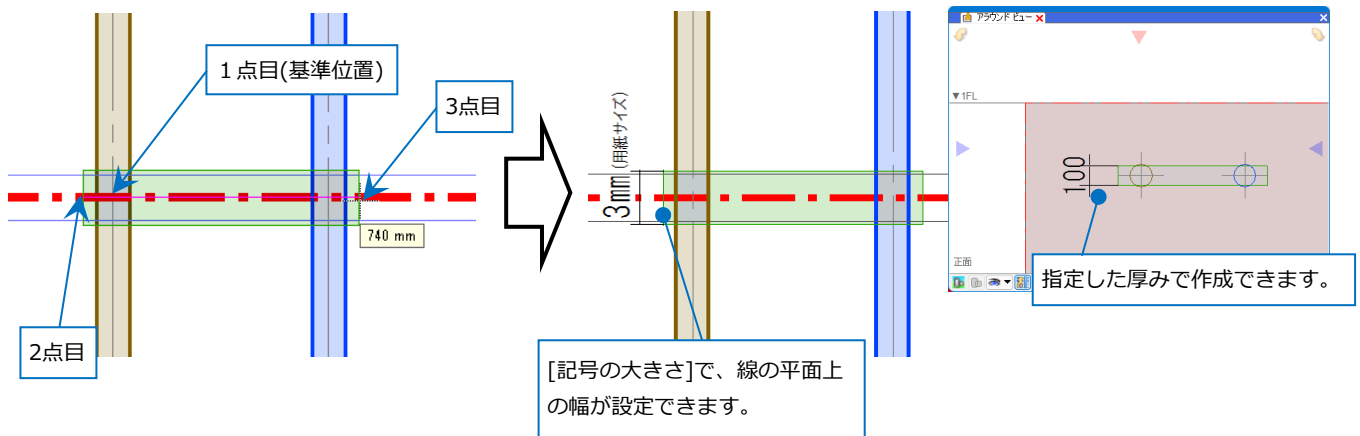 １点目(基準位置)
3点目
740 mm
2点目
3mm(用紙サイズ)
[記号の大きさ]で、線の平面上
の幅が設定できます。
アラウンド ビュー
▼1FL
100
正面
指定した厚みで作成できます。